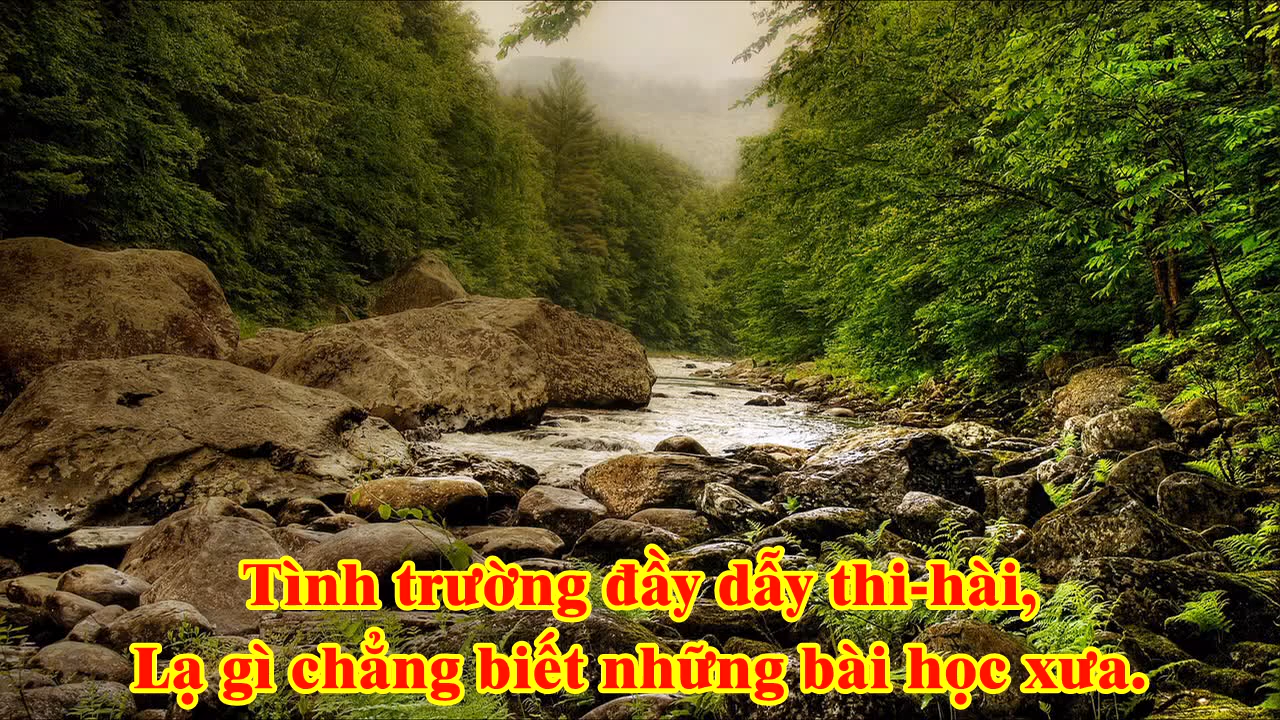 Tình trường đầy dẫy thi-hài,
Lạ gì chẳng biết những bài học xưa.